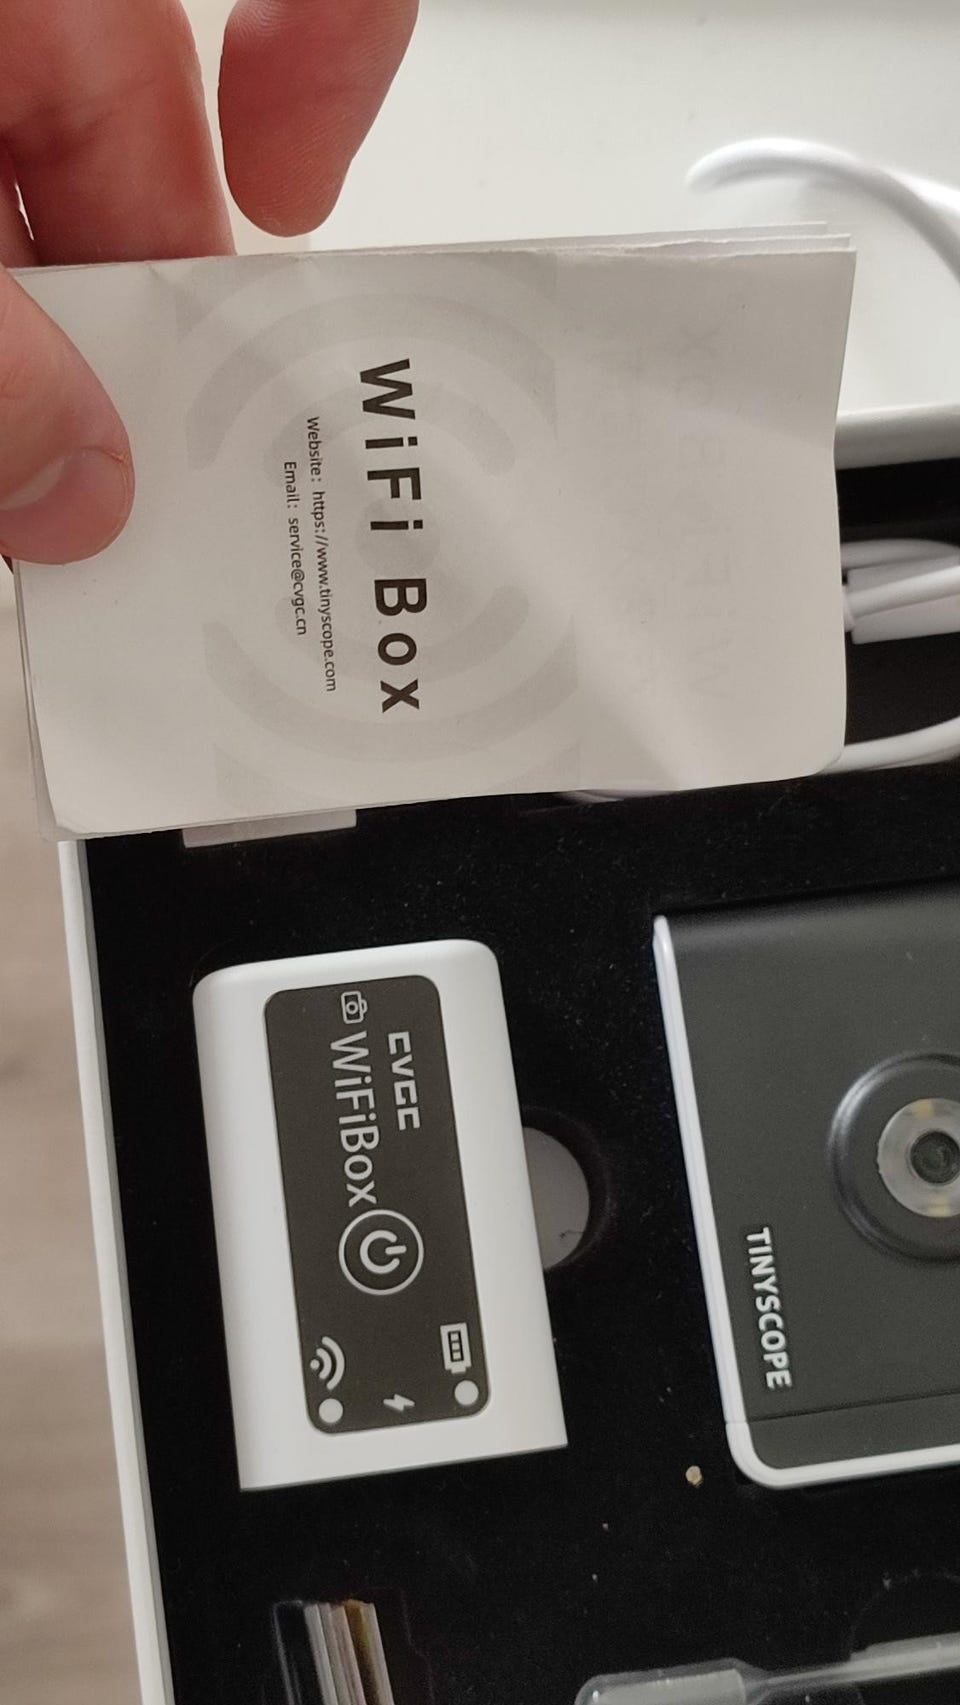 WiFi Box
Website: https://www.tinyscope.com
Email: service@cvgc.cn
CVGC
WiFiBox
TINYSCOPE